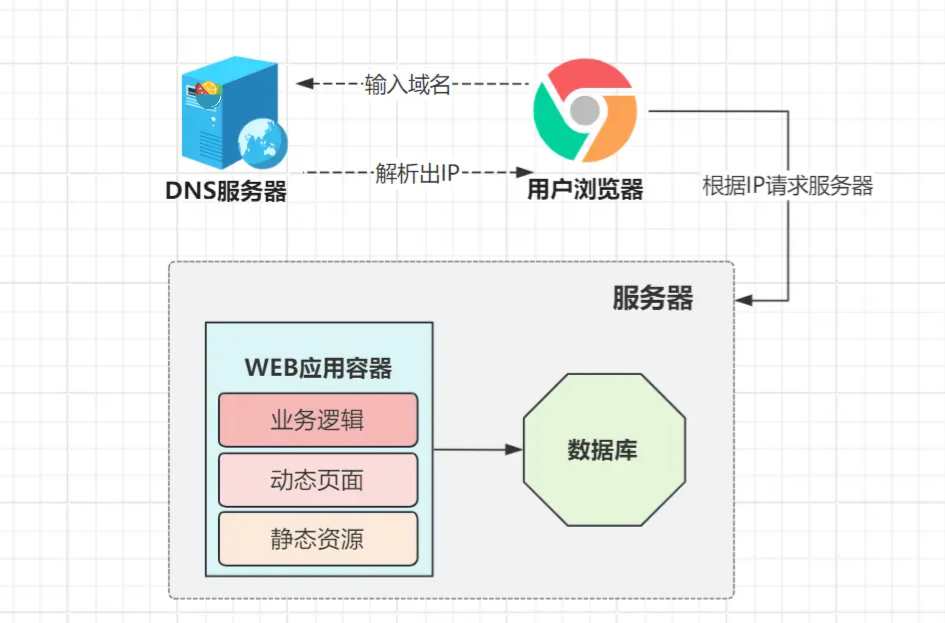 输入域名
解析出IP
DNS服务器
用户浏览器
根据IP请求服务器
服务器
WEB应用容器
业务逻辑
动态页面
静态资源
数据库